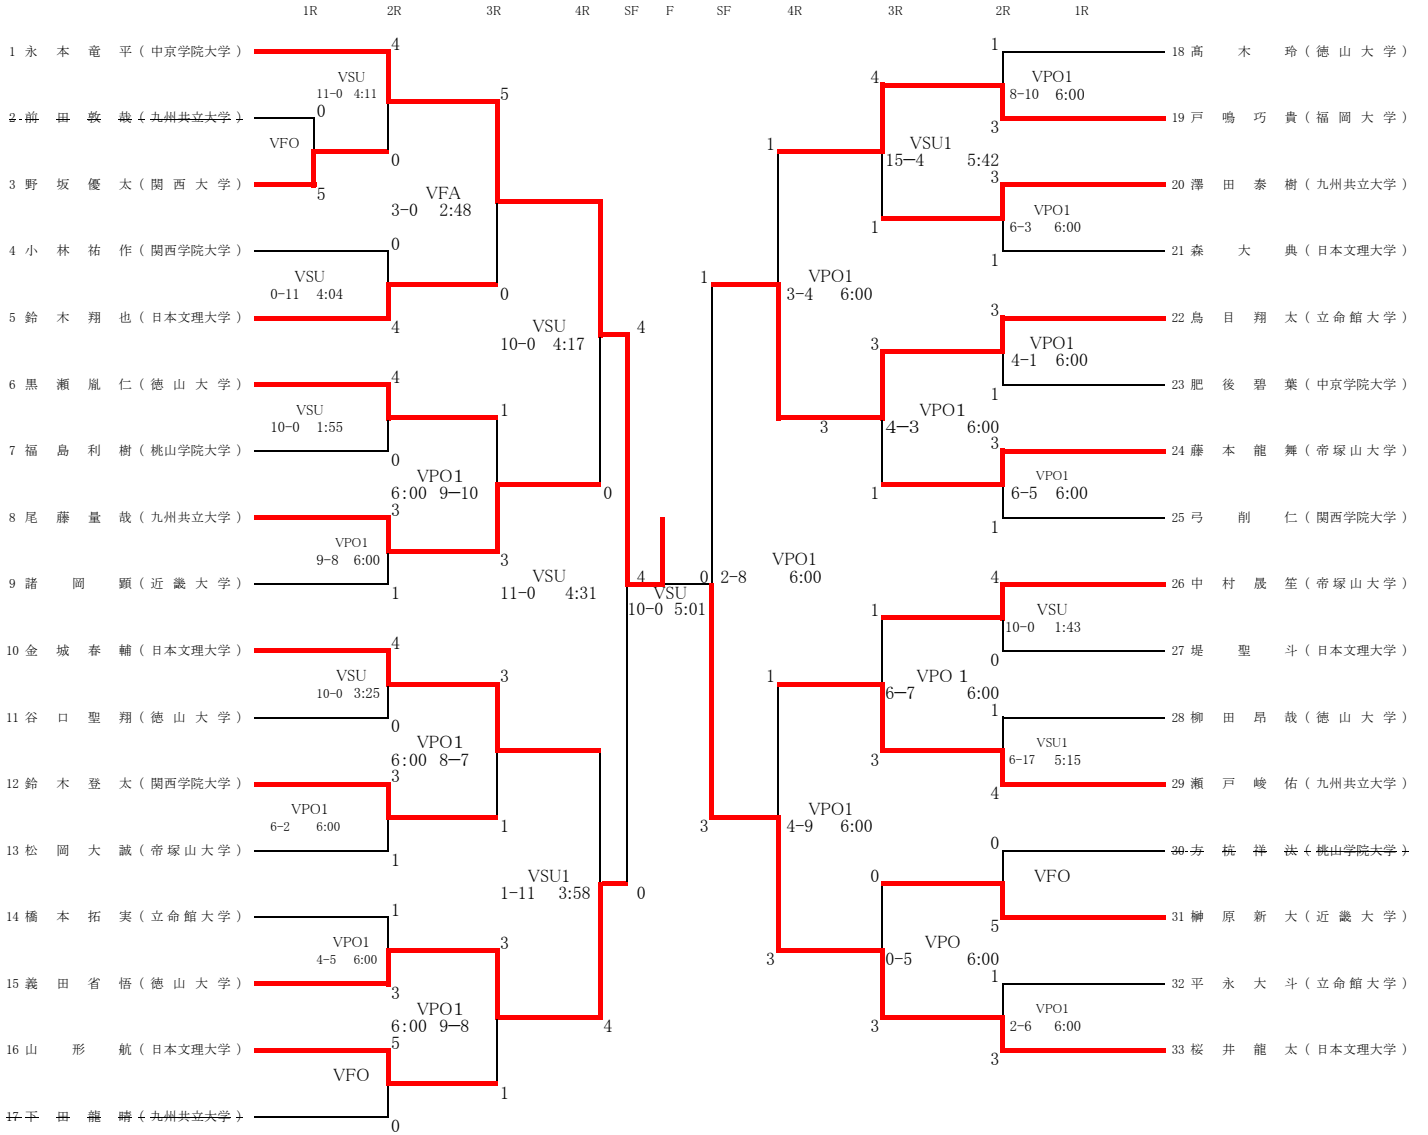 1R 2R 3R 4R SF F SF 4R 3R 2R 1R
1 永本竜平 ( 中京学院大学 )
2 前田敦哉 ( 九州共立大学 )
3 野坂優太 ( 関西大学 )
4 小林祐作 ( 関西学院大学 )
5 鈴木翔也 ( 日本文理大学 )
6 黒瀬胤仁 ( 徳山大学 )
7 福島利樹 ( 桃山学院大学 )
8 尾藤量哉 ( 九州共立大学 )
9 諸岡顕 ( 近畿大学 )
10 金城春輔 ( 日本文理大学 )
11 谷口聖翔 ( 徳山大学 )
12 鈴木登太 ( 関西学院大学 )
13 松岡大誠 ( 帝塚山大学 )
14 橋本拓実 ( 立命館大学 )
15 義田省悟 ( 徳山大学 )
16 山形航 ( 日本文理大学 )
17 下田龍晴 ( 九州共立大学 )
4
VSU
11-0 4:11
0
VFO
0
5
0
VSU
0-11 4:04
4
4
VSU
10-0 1:55
0
3
VPO1
9-8 6:00
1
4
VSU
10-0 3:25
0
3
VPO1
6-2 6:00
1
1
VPO1
4-5 6:00
3
5
VFO
0
5
VFA
3-0 2:48
0
1
VPO1
6:00 9-10
3
3
VPO1
6:00 8-7
1
3
VPO1
6:00 9-8
1
VSU
10-0 4:17
0
VSU1
1-11 3:58
4
4
VSU
11-0 4:31
0
4
0
VSU
10-0 5:01
1
VPO1
2-8 6:00
3
1
VPO1
3-4 6:00
3
1
VPO1
4-9 6:00
3
4
VSU1
15-4 5:42
1
3
VPO1
4-3 6:00
1
1
VPO 1
6-7 6:00
3
0
VPO
0-5 6:00
3
1
VPO1
8-10 6:00
3
3
VPO1
6-3 6:00
1
3
VPO1
4-1 6:00
1
3
VPO1
6-5 6:00
1
4
VSU
10-0 1:43
0
1
VSU1
6-17 5:15
4
0
VFO
5
1
VPO1
2-6 6:00
3
18 髙木玲 ( 徳山大学 )
19 戸鳴巧貴 ( 福岡大学 )
20 澤田泰樹 ( 九州共立大学 )
21 森大典 ( 日本文理大学 )
22 鳥目翔太 ( 立命館大学 )
23 肥後碧葉 ( 中京学院大学 )
24 藤本龍舞 ( 帝塚山大学 )
25 弓削仁 ( 関西学院大学 )
26 中村晟笙 ( 帝塚山大学 )
27 堤聖斗 ( 日本文理大学 )
28 柳田昂哉 ( 徳山大学 )
29 瀬戸峻佑 ( 九州共立大学 )
30 方杭祥汰 ( 桃山学院大学 )
31 榊原新大 ( 近畿大学 )
32 平永大斗 ( 立命館大学 )
33 桜井龍太 ( 日本文理大学 )